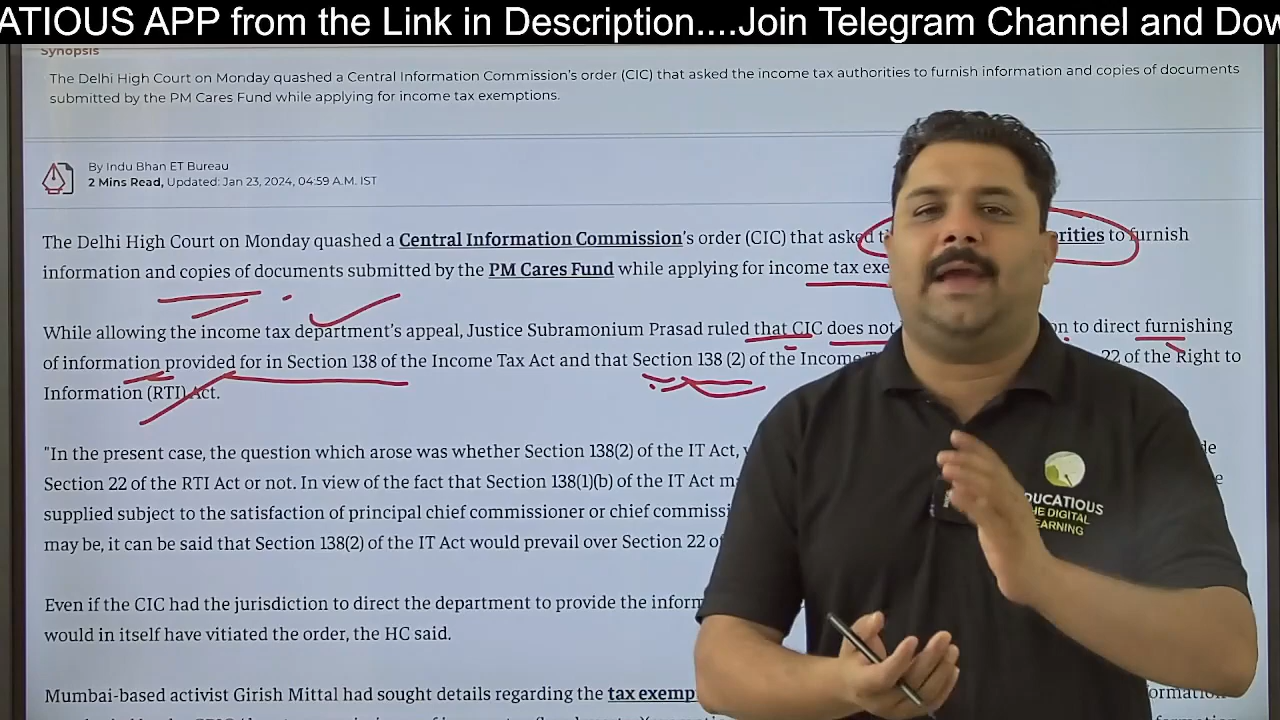 ATIOUS APP from the Link in Description....Join Telegram Channel and Dow
Synopsis
The Delhi High Court on Monday quashed a Central Information Commission's order (CIC) that asked the income tax authorities to furnish information and copies of documents
submitted by the PM Cares Fund while applying for income tax exemptions.
By Indu Bhan ET Bureau
2 Mins Read, Updated: Jan 23, 2024, 04:59 A.M. IST
The Delhi High Court on Monday quashed a Central Information Commission's order (CIC) that asked t rities to furnish
information and copies of documents submitted by the PM Cares Fund while applying for income tax exe
While allowing the income tax department's appeal, Justice Subramonium Prasad ruled that CIC does not on to direct furnishing
of information provided for in Section 138 of the Income Tax Act and that Section 138 (2) of the Income 22 of the Right to
Information (RTI) Act.
"In the present case, the question which arose was whether Section 138(2) of the IT Act, de
Section 22 of the RTI Act or not. In view of the fact that Section 138(1)(b) of the IT Act m e
supplied subject to the satisfaction of principal chief commissioner or chief commissi
may be, it can be said that Section 138(2) of the IT Act would prevail over Section 22 of
Even if the CIC had the jurisdiction to direct the department to provide the inform
would in itself have vitiated the order, the HC said.
Mumbai-based activist Girish Mittal had sought details regarding the tax exemp ormation
DUCATIOUS
HE DIGITAL
EARNING